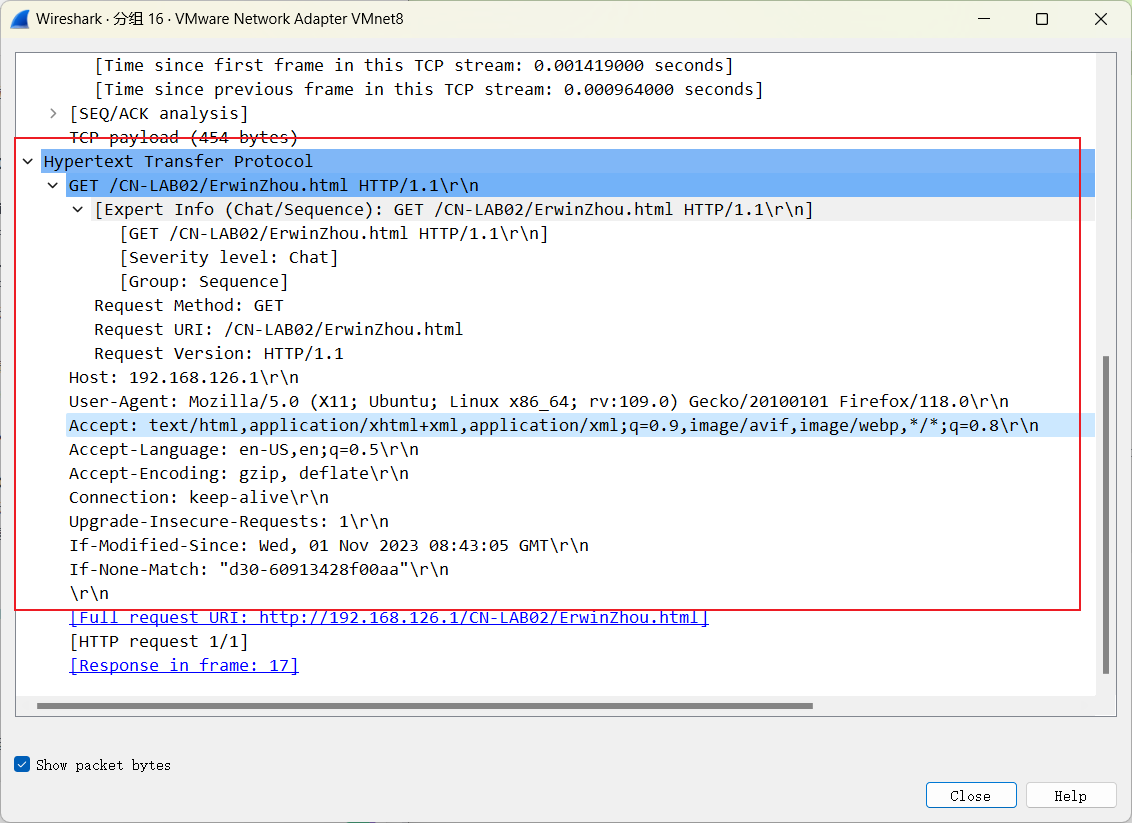 Wireshark · 分组 16 · VMware Network Adapter VMnet8
[Time since first frame in this TCP stream: 0.001419000 seconds]
[Time since previous frame in this TCP stream: 0.000964000 seconds]
[SEQ/ACK analysis]
TCP payload (454 bytes)
Hypertext Transfer Protocol
GET /CN-LAB02/ErwinZhou.html HTTP/1.1\r\n
[Expert Info (Chat/Sequence): GET /CN-LAB02/ErwinZhou.html HTTP/1.1\r\n]
[GET /CN-LAB02/ErwinZhou.html HTTP/1.1\r\n]
[Severity level: Chat]
[Group: Sequence]
Request Method: GET
Request URI: /CN-LAB02/ErwinZhou.html
Request Version: HTTP/1.1
Host: 192.168.126.1\r\n
User-Agent: Mozilla/5.0 (X11; Ubuntu; Linux x86_64; rv:109.0) Gecko/20100101 Firefox/118.0\r\n
Accept: text/html,application/xhtml+xml,application/xml;q=0.9,image/avif,image/webp,*/*;q=0.8\r\n
Accept-Language: en-US,en;q=0.5\r\n
Accept-Encoding: gzip, deflate\r\n
Connection: keep-alive\r\n
Upgrade-Insecure-Requests: 1\r\n
If-Modified-Since: Wed, 01 Nov 2023 08:43:05 GMT\r\n
If-None-Match: "d30-60913428f00aa"\r\n
\r\n
[Full request URI: http://192.168.126.1/CN-LAB02/ErwinZhou.html]
[HTTP request 1/1]
[Response in frame: 17]
Show packet bytes
Close
Help